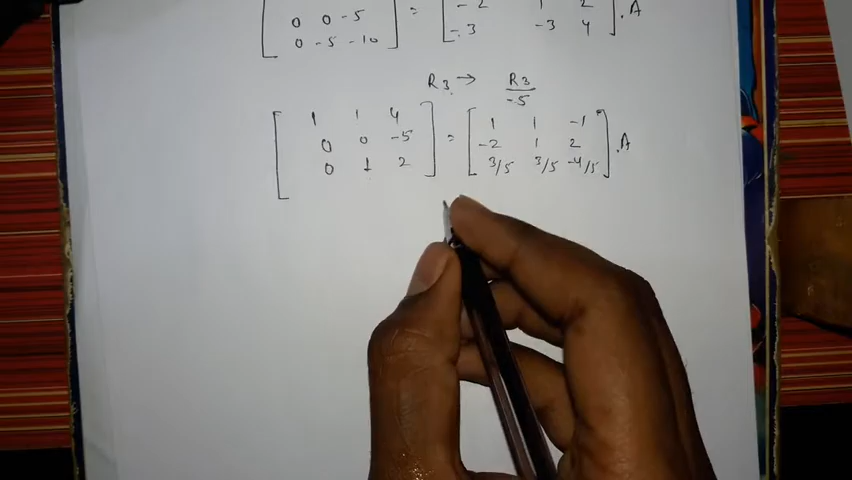 0 0 -5 = -2 1 2 .A
0 -5 -10 -3 -3 4
R3 → R3/-5
1 1 4 1 1 -1
0 0 -5 = -2 1 2 .A
0 1 2 3/5 3/5 -4/5